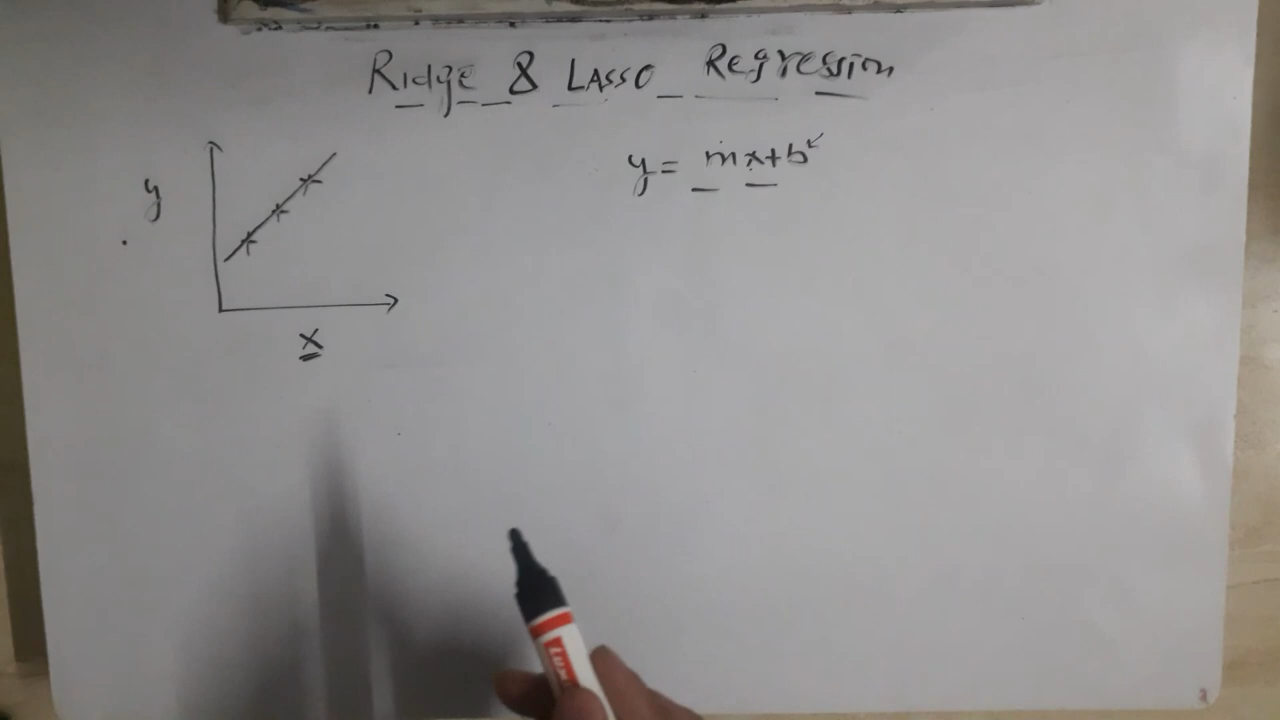 Ridge & Lasso Regression
y = mx+b
y
x